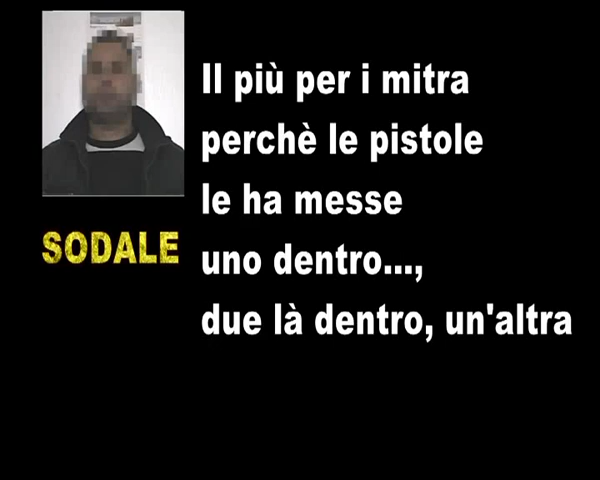 Il più per i mitra
perchè le pistole
le ha messe
uno dentro...,
due là dentro, un'altra
SODALE